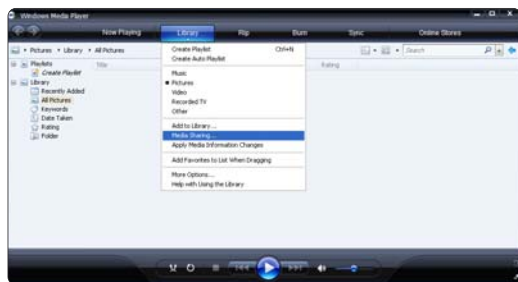 Windows Media Player
Now Playing
Library
Rip
Burn
Sync
Online Stores
Pictures • Library • All Pictures
Search
Playlists
Create Playlist
Library
Recently Added
All Pictures
Keywords
Date Taken
Rating
Folder
Title
Rating
Create Playlist Ctrl+N
Create Auto Playlist
Music
Pictures
Video
Recorded TV
Other
Add to Library...
Media Sharing...
Apply Media Information Changes
Add Favorites to List When Dragging
More Options...
Help with Using the Library